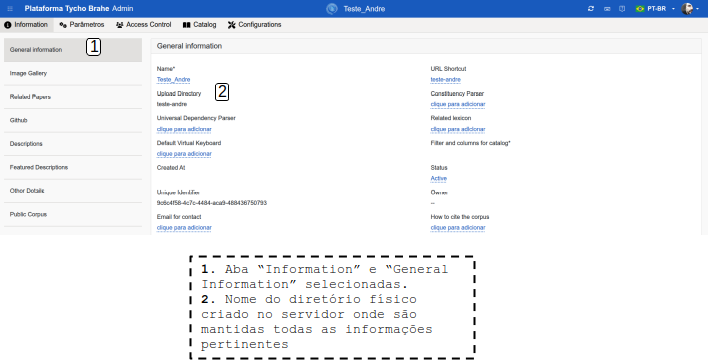 Plataforma Tycho Brahe Admin
Teste_Andre
PT-BR
Information
Parâmetros
Access Control
Catalog
Configurations
General information
1
Image Gallery
Related Papers
Github
Descriptions
Featured Descriptions
Other Details
Public Corpus
General information
Name*
Teste_Andre
Upload Directory
2
teste-andre
Universal Dependency Parser
clique para adicionar
Default Virtual Keyboard
clique para adicionar
Created At
Unique Identifier
9c6c4f58-4c7c-4484-aca9-488436750793
Email for contact
clique para adicionar
URL Shortcut
teste-andre
Constituency Parser
clique para adicionar
Related lexicon
clique para adicionar
Filter and columns for catalog*
Status
Active
Owner
--
How to cite the corpus
clique para adicionar
1. Aba “Information” e “General
Information” selecionadas.
2. Nome do diretório físico
criado no servidor onde são
mantidas todas as informações
pertinentes